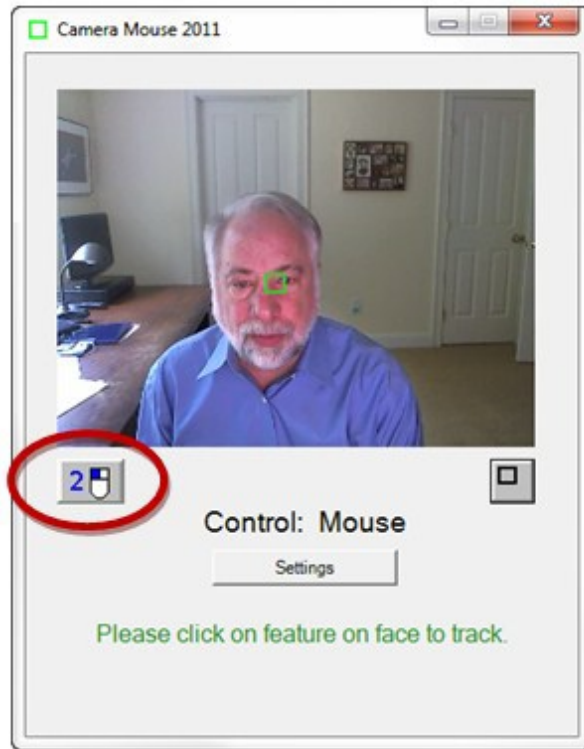 Camera Mouse 2011
2
Control: Mouse
Settings
Please click on feature on face to track.